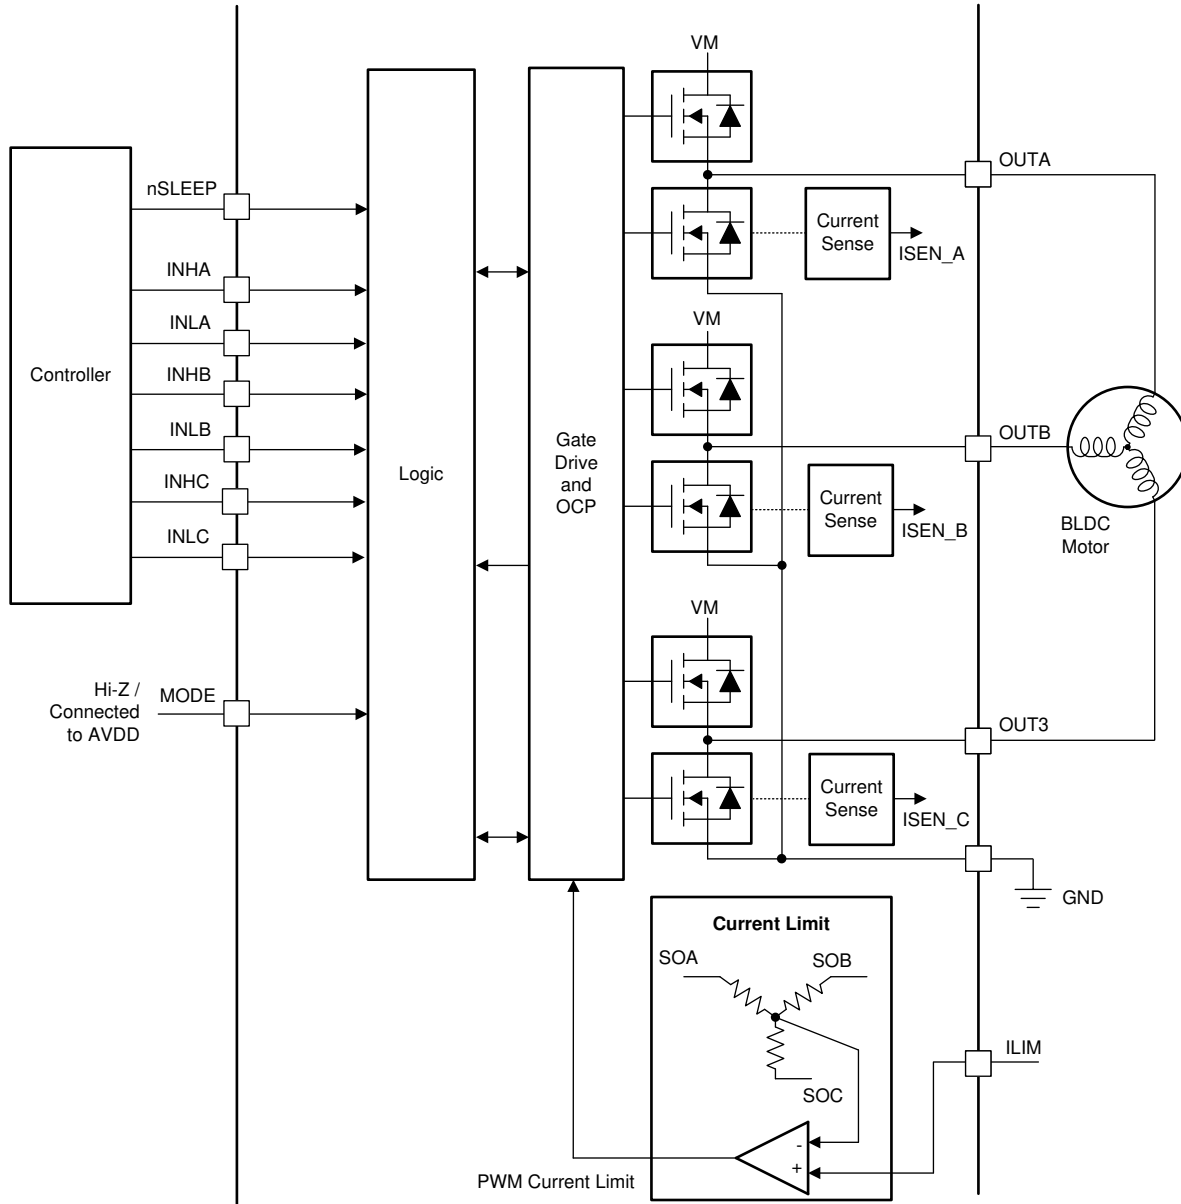 VM
OUTA
nSLEEP
Current
Sense
ISEN_A
INHA
INLA
VM
Controller
INHB
INLB
INHC
INLC
Logic
Gate
Drive
and
OCP
OUTB
Current
Sense
ISEN_B
BLDC
Motor
VM
Hi-Z /
Connected
to AVDD
MODE
OUT3
Current
Sense
ISEN_C
GND
Current Limit
SOA
SOB
SOC
ILIM
-
+
PWM Current Limit